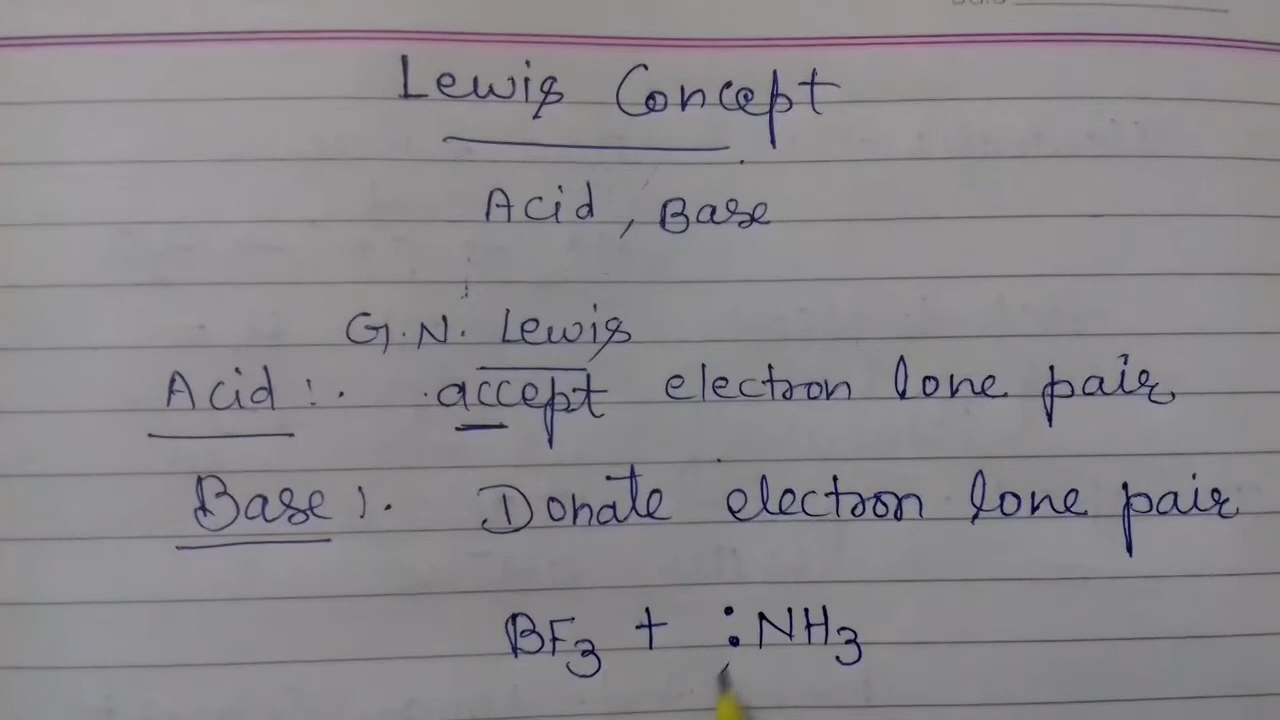 Lewis Concept
Acid, Base
G.N. Lewis
Acid :. accept electron lone pair
Base :. Donate electron lone pair
BF3 + :NH3